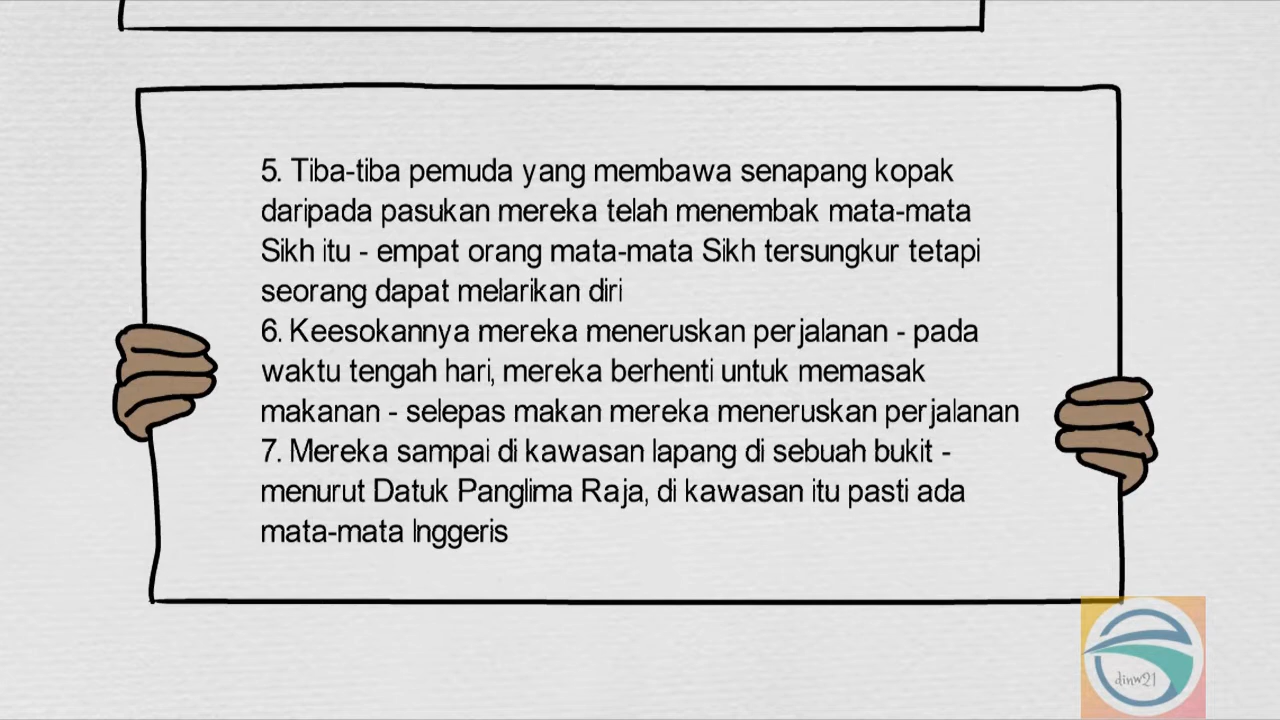 5. Tiba-tiba pemuda yang membawa senapang kopak
daripada pasukan mereka telah menembak mata-mata
Sikh itu - empat orang mata-mata Sikh tersungkur tetapi
seorang dapat melarikan diri
6. Keesokannya mereka meneruskan perjalanan - pada
waktu tengah hari, mereka berhenti untuk memasak
makanan - selepas makan mereka meneruskan perjalanan
7. Mereka sampai di kawasan lapang di sebuah bukit -
menurut Datuk Panglima Raja, di kawasan itu pasti ada
mata-mata Inggeris
dinw21